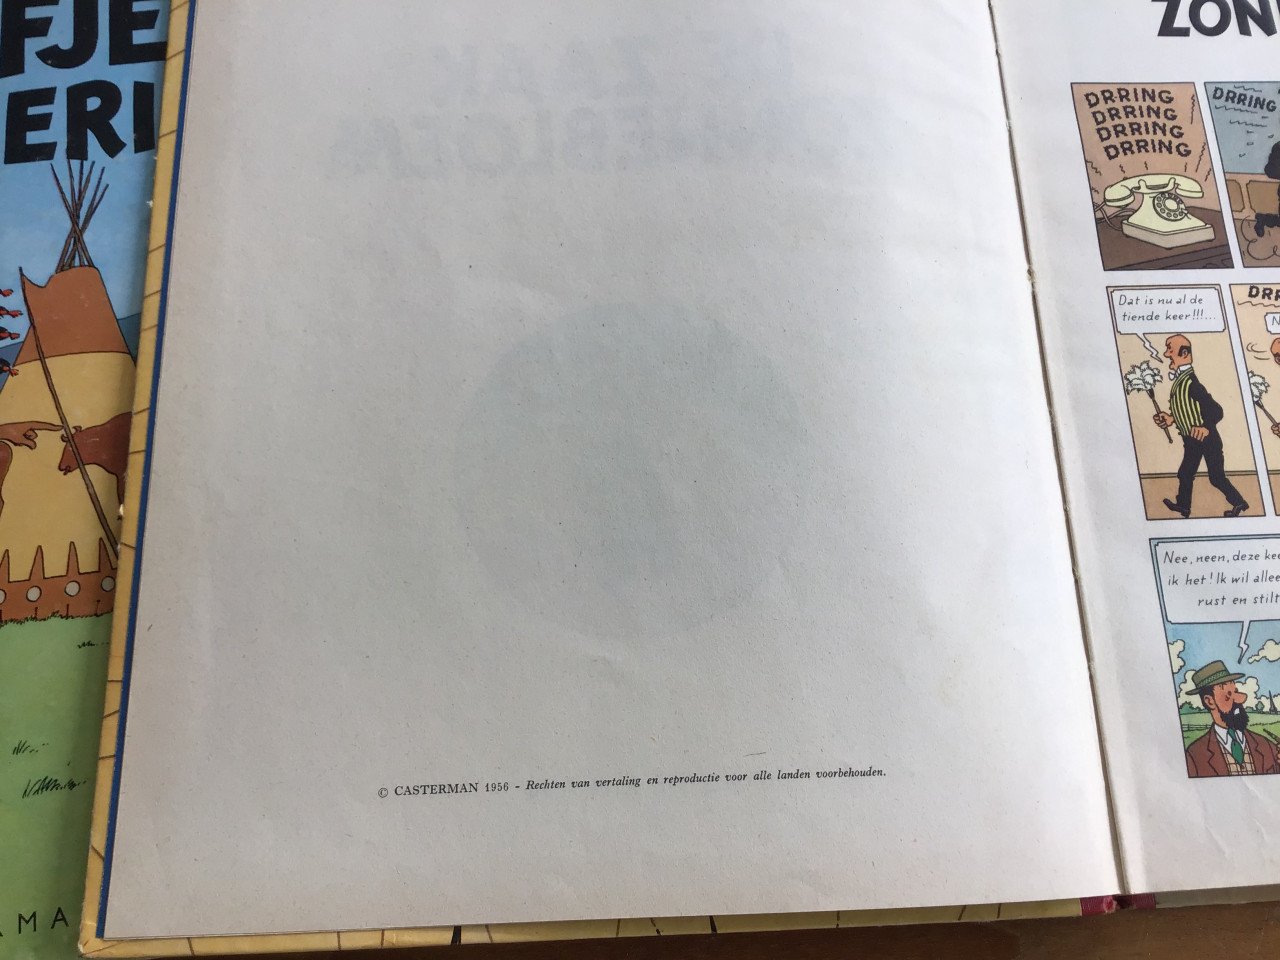 FJE
ERI
AMA
© CASTERMAN 1956 - Rechten van vertaling en reproductie voor alle landen voorbehouden.
ZON
DRRING
DRRING
DRRING
DRRING
DRRING
Dat is nu al de
tiende keer!!!...
DRR
N
Nee, neen, deze kee
ik het! Ik wil allee
rust en stilt